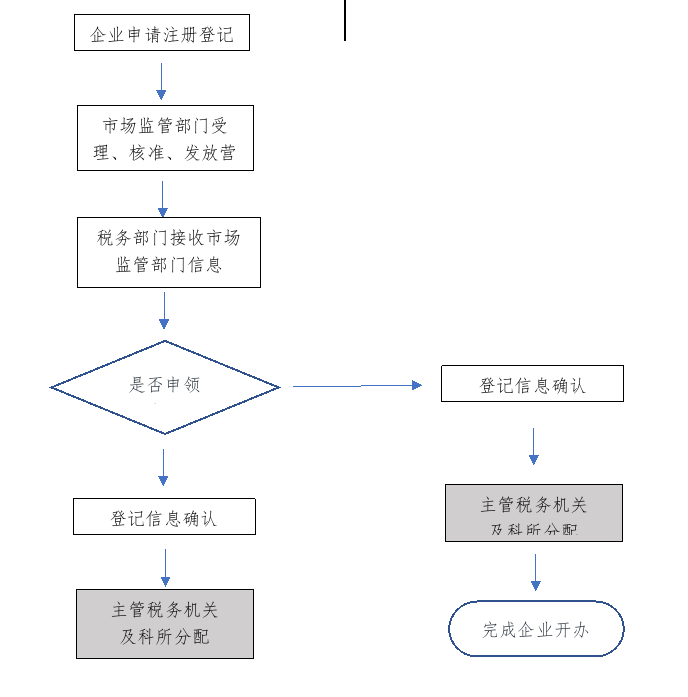 企业申请注册登记
市场监管部门受
理、核准、发放营
税务部门接收市场
监管部门信息
是否申领
登记信息确认
主管税务机关
及科所分配
登记信息确认
主管税务机关
及科所分配
完成企业开办